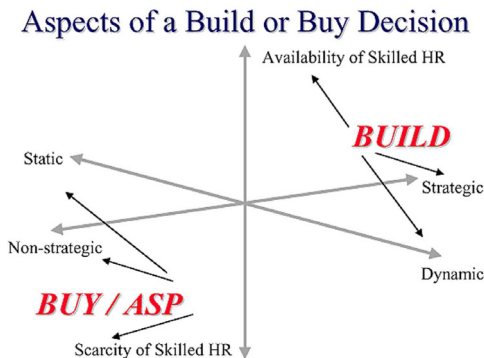 Aspects of a Build or Buy Decision
Availability of Skilled HR
BUILD
Static
Strategic
Non-strategic
Dynamic
BUY / ASP
Scarcity of Skilled HR